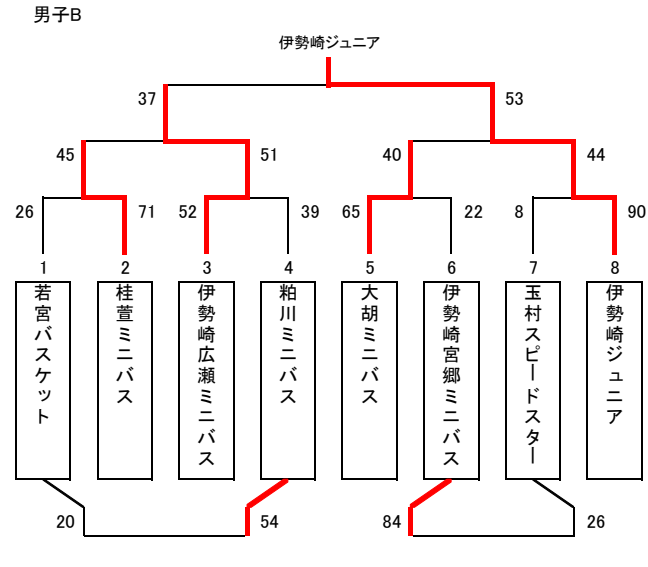 男子B
伊勢崎ジュニア
37 53
45 51 40 44
26 71 52 39 65 22 8 90
1 2 3 4 5 6 7 8
若宮バスケット
桂萱ミニバス
伊勢崎広瀬ミニバス
粕川ミニバス
大胡ミニバス
伊勢崎宮郷ミニバス
玉村スピードスター
伊勢崎ジュニア
20 54 84 26